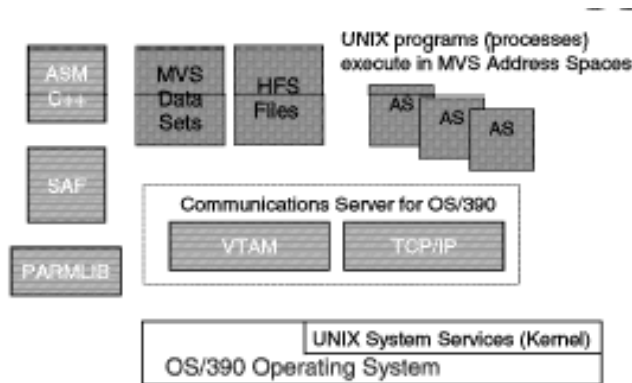 UNIX programs (processes)
execute in MVS Address Spaces
ASM
C++
MVS
Data
Sets
HFS
Files
AS
AS
AS
SAF
Communications Server for OS/390
VTAM
TCP/IP
PARMLIB
UNIX System Services (Kernel)
OS/390 Operating System